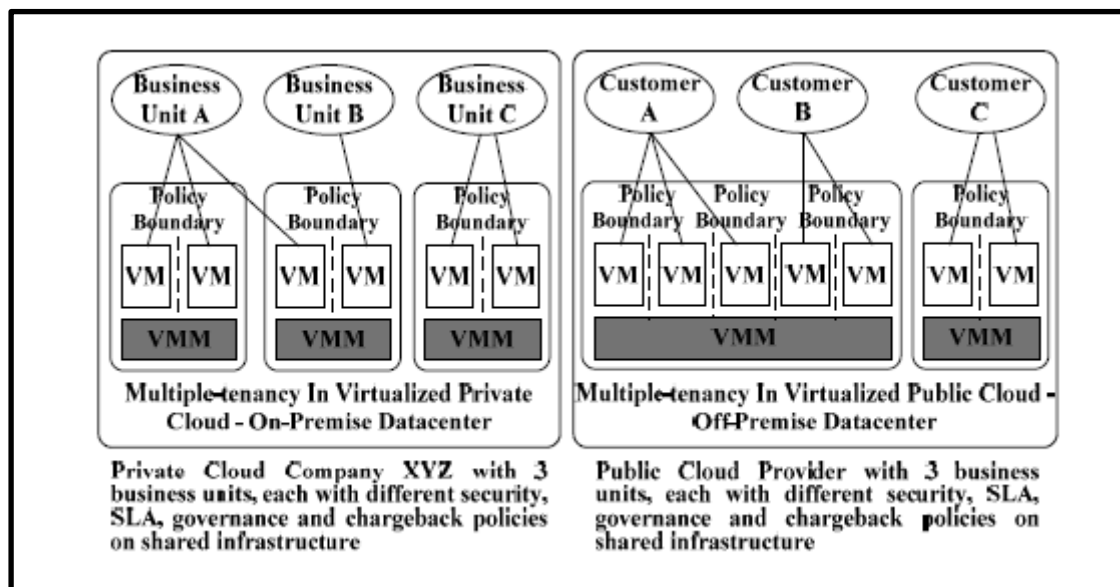 Business Unit A
Business Unit B
Business Unit C
Policy Boundary
Policy Boundary
Policy Boundary
VM VM
VM VM
VM VM
VMM
VMM
VMM
Multiple-tenancy In Virtualized Private
Cloud - On-Premise Datacenter
Customer A
Customer B
Customer C
Policy Boundary
Policy Boundary
Policy Boundary
Policy Boundary
VM VM VM VM VM
VM VM
VMM
VMM
Multiple-tenancy In Virtualized Public Cloud -
Off-Premise Datacenter
Private Cloud Company XYZ with 3
business units, each with different security,
SLA, governance and chargeback policies
on shared infrastructure
Public Cloud Provider with 3 business
units, each with different security, SLA,
governance and chargeback policies on
shared infrastructure